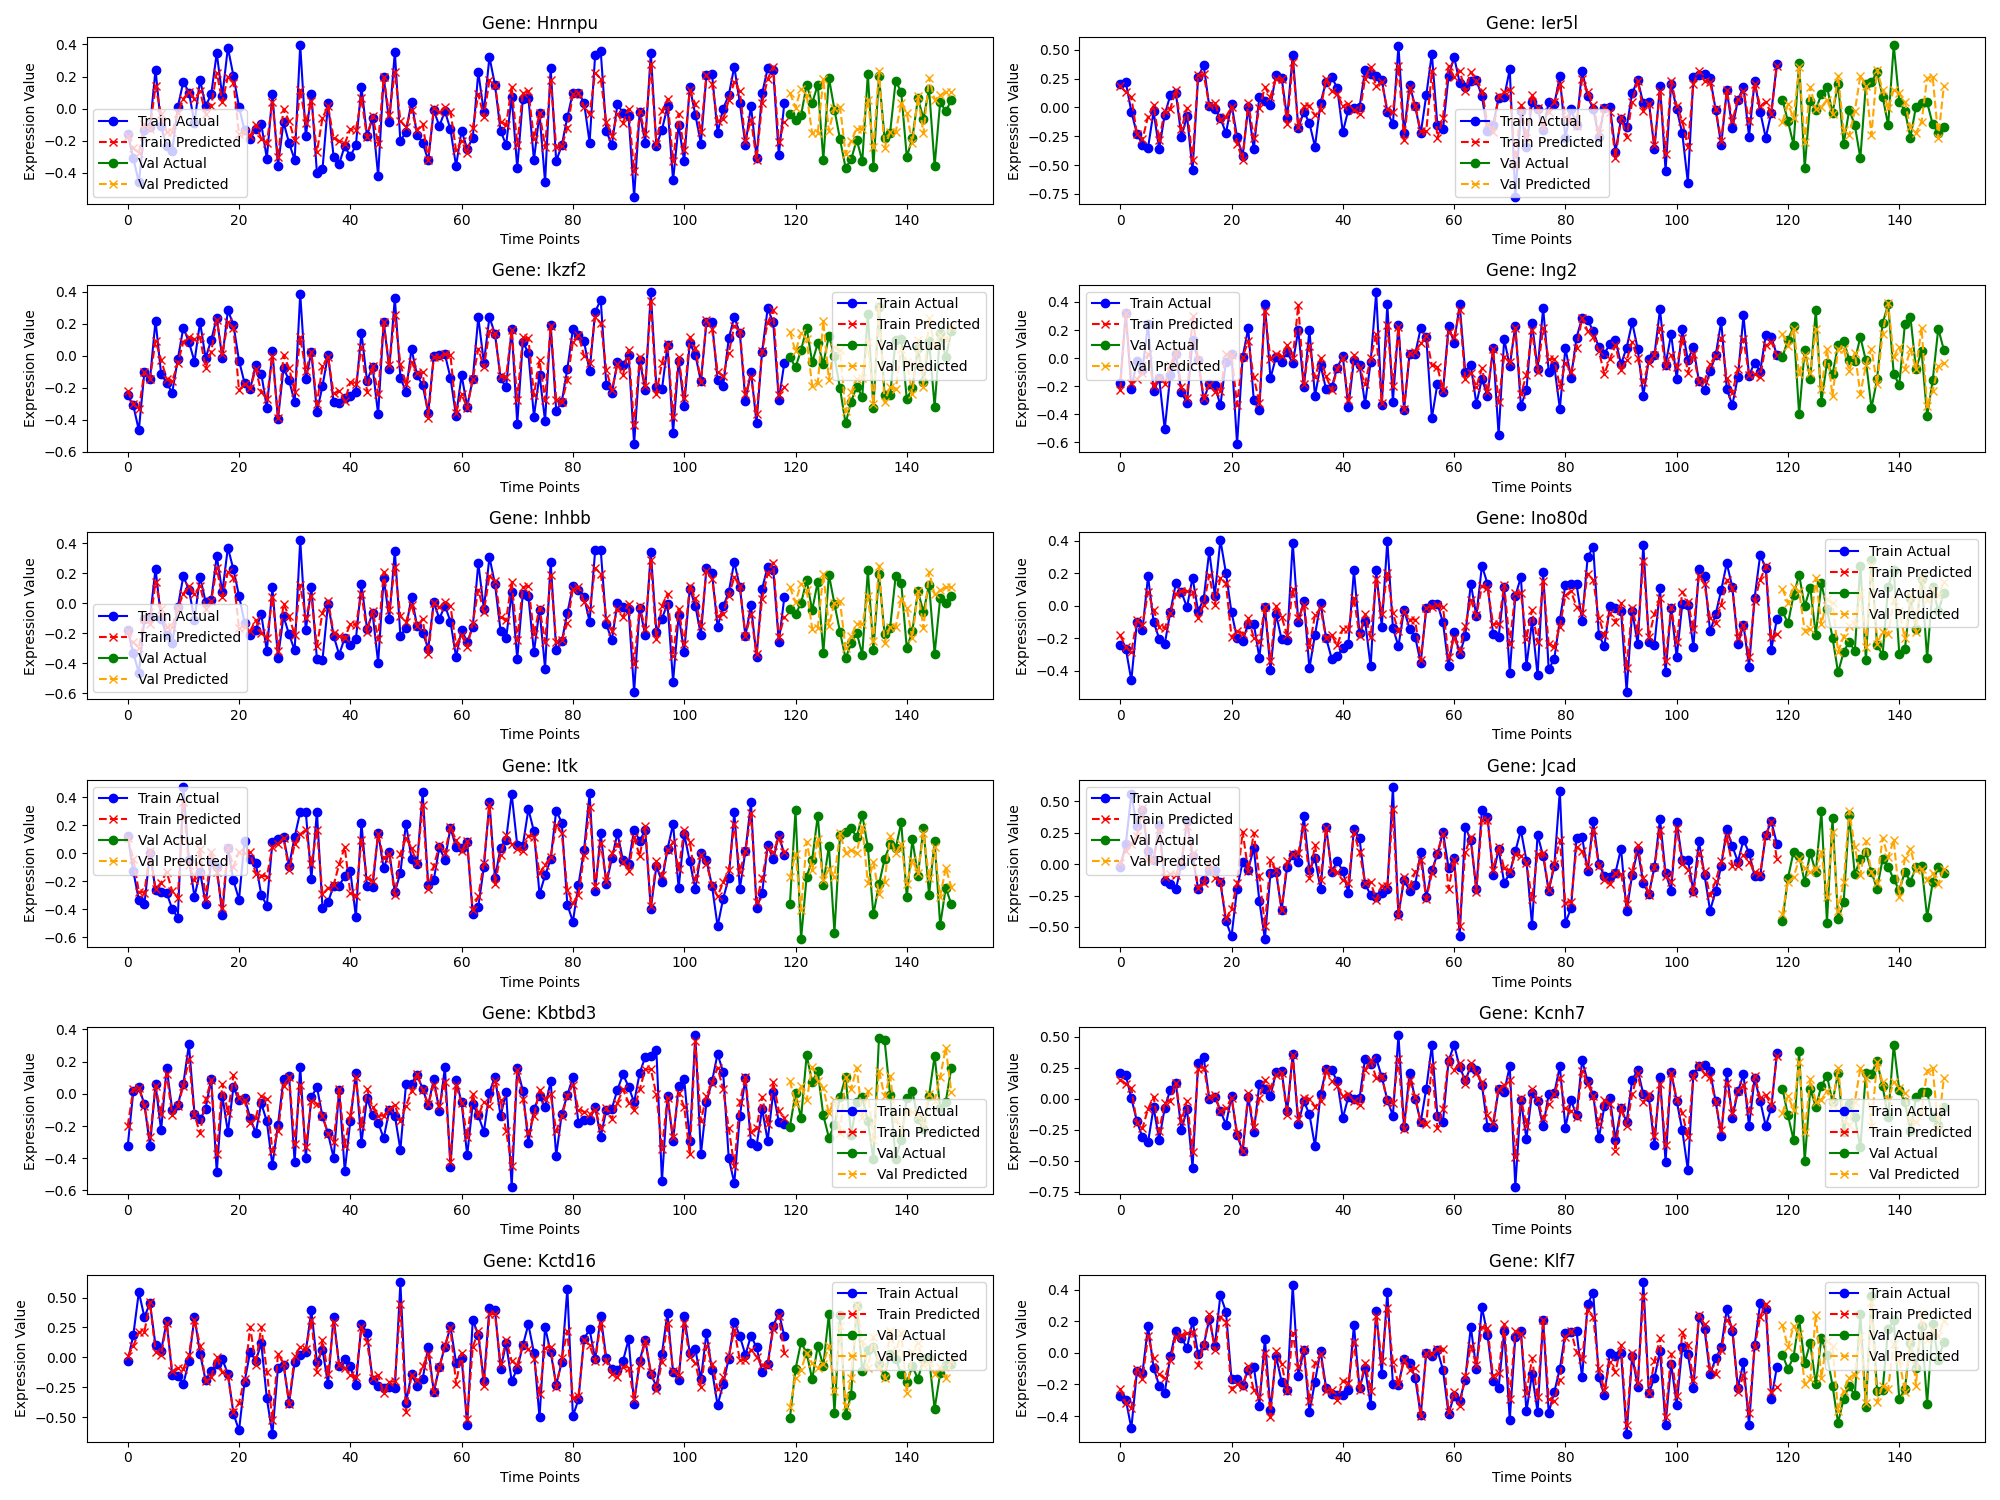 Gene: Hnrnpu
Expression Value
0.4
0.2
0.0
−0.2
−0.4
Train Actual
Train Predicted
Val Actual
Val Predicted
0 20 40 60 80 100 120 140
Time Points
Gene: Ier5l
Expression Value
0.50
0.25
0.00
−0.25
−0.50
−0.75
Train Actual
Train Predicted
Val Actual
Val Predicted
0 20 40 60 80 100 120 140
Time Points
Gene: Ikzf2
Expression Value
0.4
0.2
0.0
−0.2
−0.4
−0.6
Train Actual
Train Predicted
Val Actual
Val Predicted
0 20 40 60 80 100 120 140
Time Points
Gene: Ing2
Expression Value
0.4
0.2
0.0
−0.2
−0.4
−0.6
Train Actual
Train Predicted
Val Actual
Val Predicted
0 20 40 60 80 100 120 140
Time Points
Gene: Inhbb
Expression Value
0.4
0.2
0.0
−0.2
−0.4
−0.6
Train Actual
Train Predicted
Val Actual
Val Predicted
0 20 40 60 80 100 120 140
Time Points
Gene: Ino80d
Expression Value
0.4
0.2
0.0
−0.2
−0.4
Train Actual
Train Predicted
Val Actual
Val Predicted
0 20 40 60 80 100 120 140
Time Points
Gene: Itk
Expression Value
0.4
0.2
0.0
−0.2
−0.4
−0.6
Train Actual
Train Predicted
Val Actual
Val Predicted
0 20 40 60 80 100 120 140
Time Points
Gene: Jcad
Expression Value
0.50
0.25
0.00
−0.25
−0.50
Train Actual
Train Predicted
Val Actual
Val Predicted
0 20 40 60 80 100 120 140
Time Points
Gene: Kbtbd3
Expression Value
0.4
0.2
0.0
−0.2
−0.4
−0.6
Train Actual
Train Predicted
Val Actual
Val Predicted
0 20 40 60 80 100 120 140
Time Points
Gene: Kcnh7
Expression Value
0.50
0.25
0.00
−0.25
−0.50
−0.75
Train Actual
Train Predicted
Val Actual
Val Predicted
0 20 40 60 80 100 120 140
Time Points
Gene: Kctd16
Expression Value
0.50
0.25
0.00
−0.25
−0.50
Train Actual
Train Predicted
Val Actual
Val Predicted
0 20 40 60 80 100 120 140
Time Points
Gene: Klf7
Expression Value
0.4
0.2
0.0
−0.2
−0.4
Train Actual
Train Predicted
Val Actual
Val Predicted
0 20 40 60 80 100 120 140
Time Points